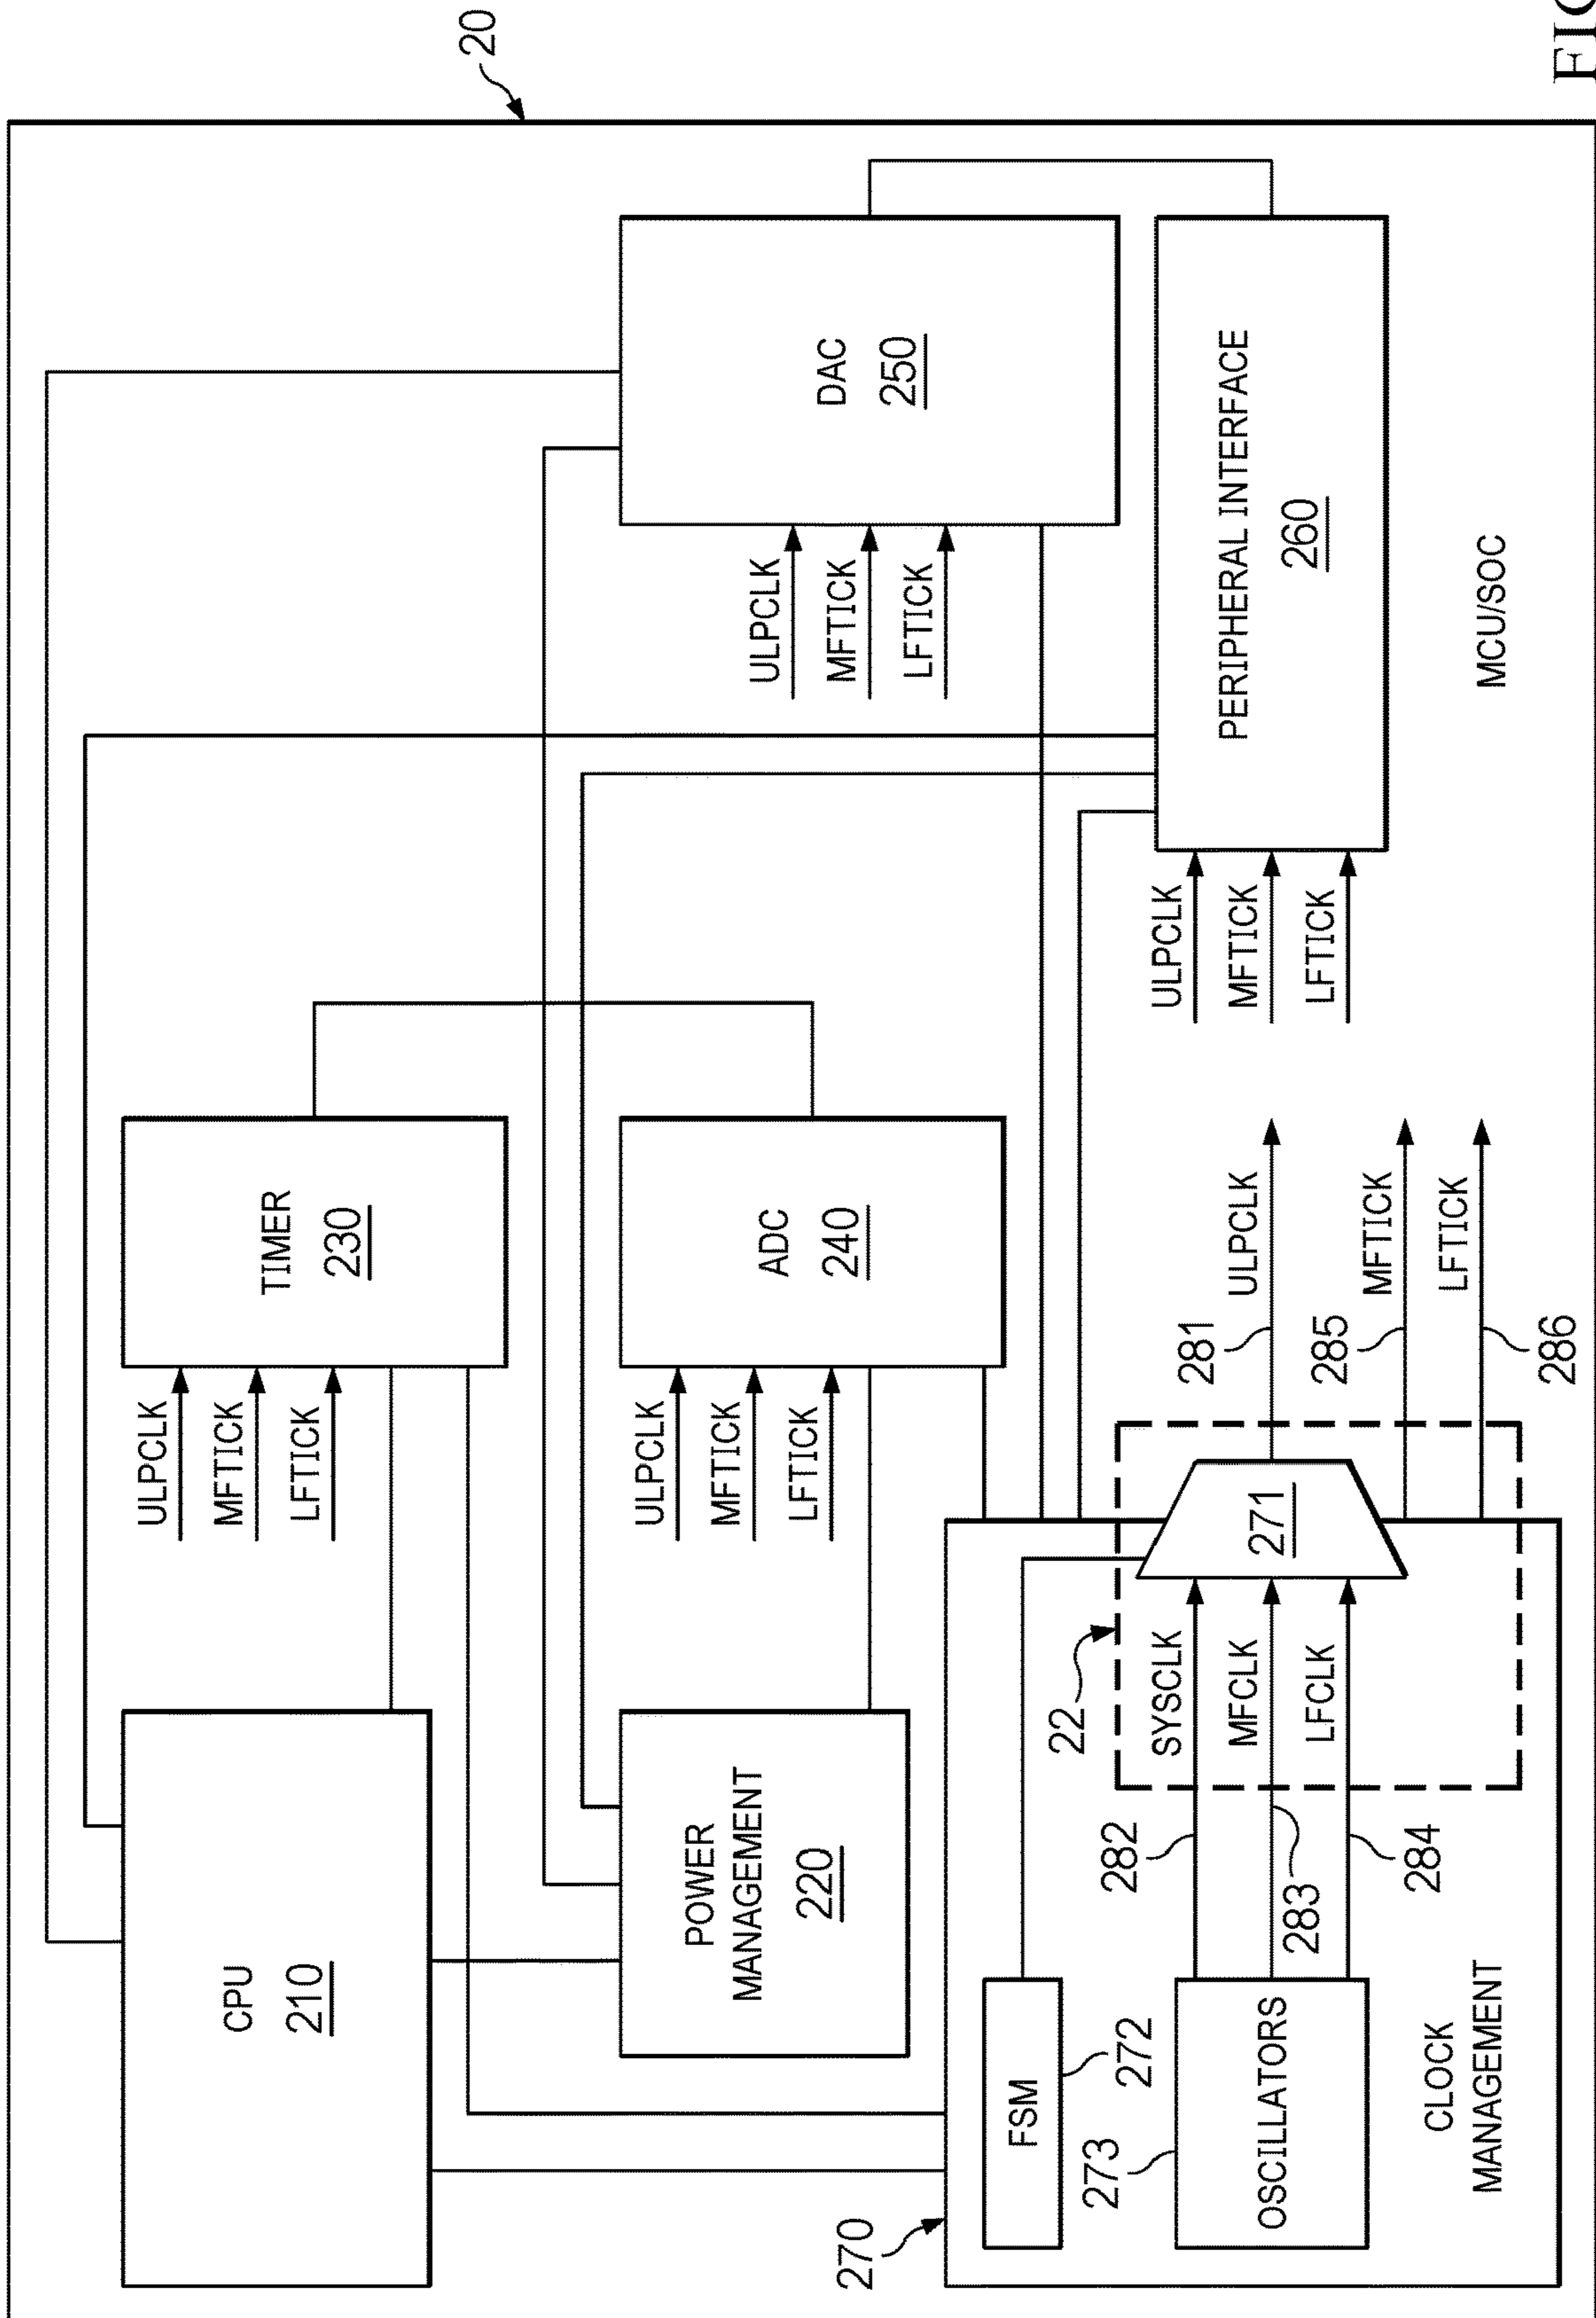 20
CPU
210
TIMER
230
ULPCLK
MFTICK
LFTICK
POWER
MANAGEMENT
220
ADC
240
ULPCLK
MFTICK
LFTICK
DAC
250
ULPCLK
MFTICK
LFTICK
PERIPHERAL INTERFACE
260
ULPCLK
MFTICK
LFTICK
270
FSM
272
273
OSCILLATORS
CLOCK
MANAGEMENT
282
283
284
22
SYSCLK
MFCLK
LFCLK
271
281
ULPCLK
285
MFTICK
LFTICK
286
MCU/SOC